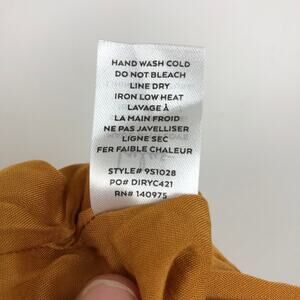 HAND WASH COLD
DO NOT BLEACH
LINE DRY
IRON LOW HEAT
LAVAGE À
LA MAIN FROID
NE PAS JAVELLISER
LIGNE SEC
FER FAIBLE CHALEUR
STYLE# 9S1028
PO# DIRYC421
RN# 140975